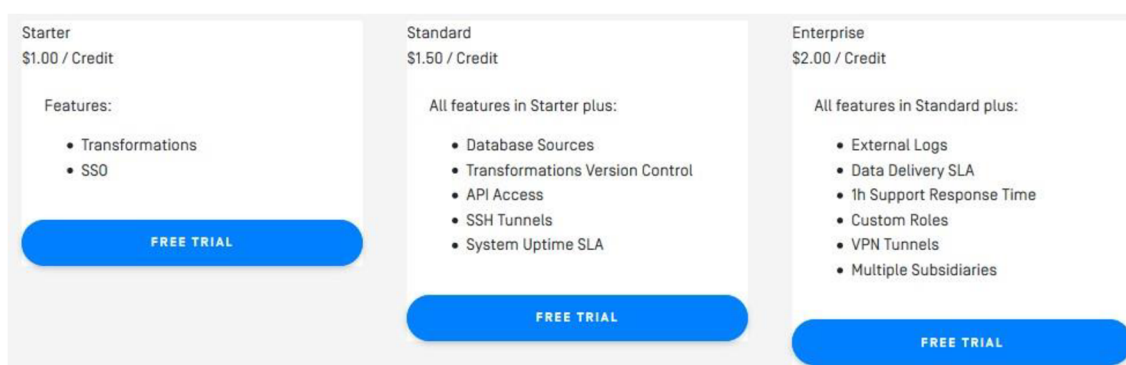 Starter
$1.00 / Credit
Features:
• Transformations
• SSO
FREE TRIAL
Standard
$1.50 / Credit
All features in Starter plus:
• Database Sources
• Transformations Version Control
• API Access
• SSH Tunnels
• System Uptime SLA
FREE TRIAL
Enterprise
$2.00 / Credit
All features in Standard plus:
• External Logs
• Data Delivery SLA
• 1h Support Response Time
• Custom Roles
• VPN Tunnels
• Multiple Subsidiaries
FREE TRIAL